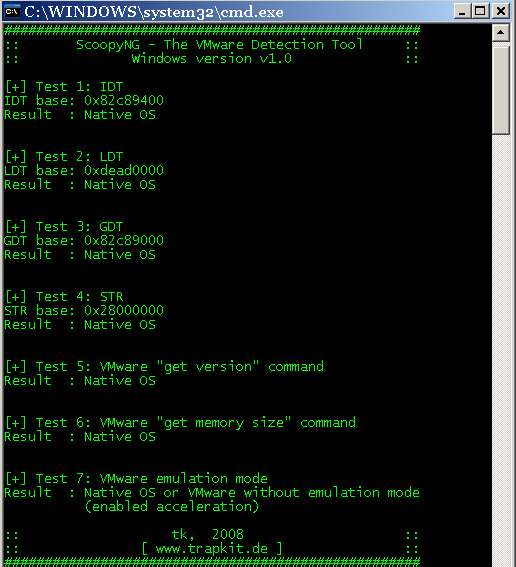 C:\WINDOWS\system32\cmd.exe
####################################################
:: ScoopyNG - The VMware Detection Tool ::
:: Windows version v1.0 ::
[+] Test 1: IDT
IDT base: 0x82c89400
Result : Native OS
[+] Test 2: LDT
LDT base: 0xdead0000
Result : Native OS
[+] Test 3: GDT
GDT base: 0x82c89000
Result : Native OS
[+] Test 4: STR
STR base: 0x28000000
Result : Native OS
[+] Test 5: VMware "get version" command
Result : Native OS
[+] Test 6: VMware "get memory size" command
Result : Native OS
[+] Test 7: VMware emulation mode
Result : Native OS or VMware without emulation mode
(enabled acceleration)
:: tk, 2008 ::
:: [ www.trapkit.de ] ::
####################################################